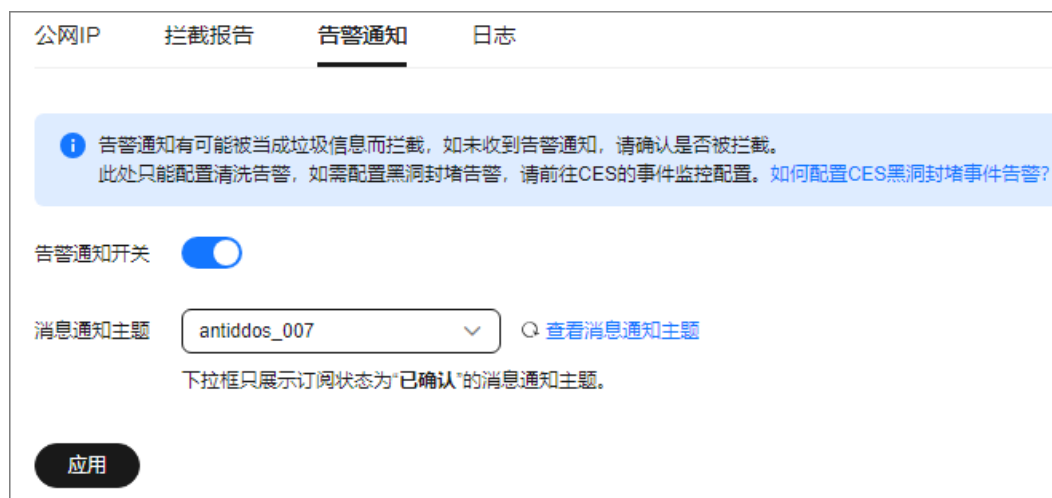 公网IP 拦截报告 告警通知 日志
告警通知有可能被当成垃圾信息而拦截，如未收到告警通知，请确认是否被拦截。
此处只能配置清洗告警，如需配置黑洞封堵告警，请前往CES的事件监控配置。如何配置CES黑洞封堵事件告警?
告警通知开关
消息通知主题 antiddos_007 查看消息通知主题
下拉框只展示订阅状态为“已确认”的消息通知主题。
应用